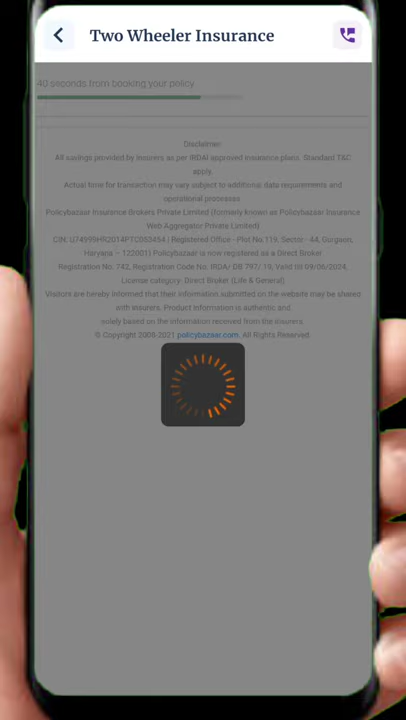 Two Wheeler Insurance
40 seconds from booking your policy
Disclaimer
All savings provided by insurers as per IRDAI approved insurance plans. Standard T&C
apply.
Actual time for transaction may vary subject to additional data requirements and
operational processes
Policybazaar Insurance Brokers Private Limited (formerly known as Policybazaar Insurance
Web Aggregator Private Limited)
CIN: U74999HR2014PTC053454 | Registered Office - Plot No.119, Sector - 44, Gurgaon,
Haryana – 122001) Policybazaar is now registered as a Direct Broker
Registration No. 742, Registration Code No. IRDA/ DB 797/ 19, Valid till 09/06/2024,
License category: Direct Broker (Life & General)
Visitors are hereby informed that their information submitted on the website may be shared
with insurers. Product information is authentic and
solely based on the information received from the insurers.
© Copyright 2008-2021 policybazaar.com. All Rights Reserved.